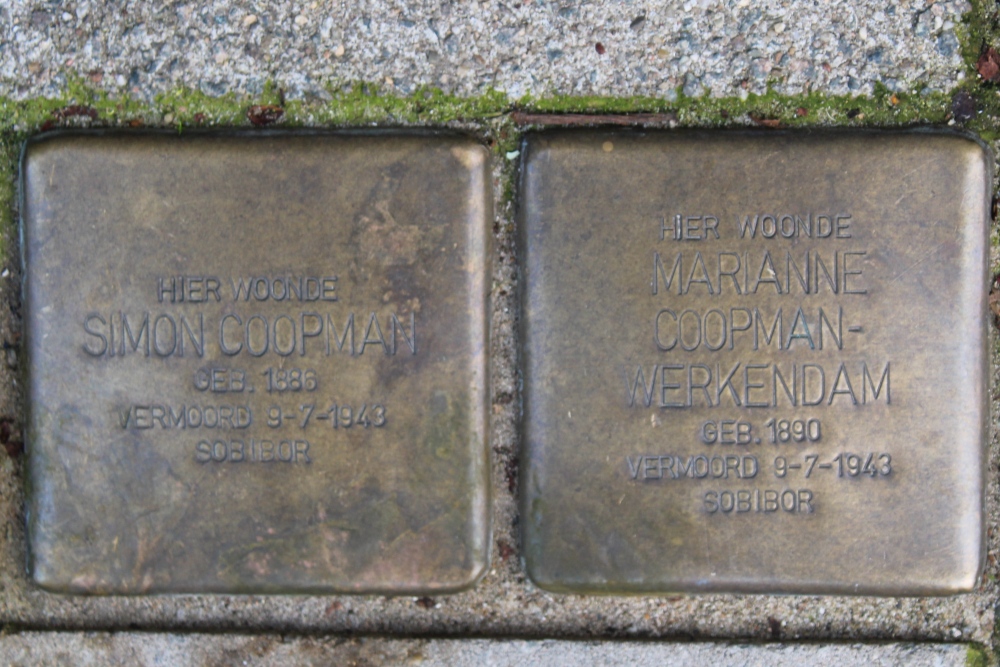 HIER WOONDE
SIMON COOPMAN
GEB. 1886
VERMOORD 9-7-1943
SOBIBOR
HIER WOONDE
MARIANNE
COOPMAN-
WERKENDAM
GEB. 1890
VERMOORD 9-7-1943
SOBIBOR